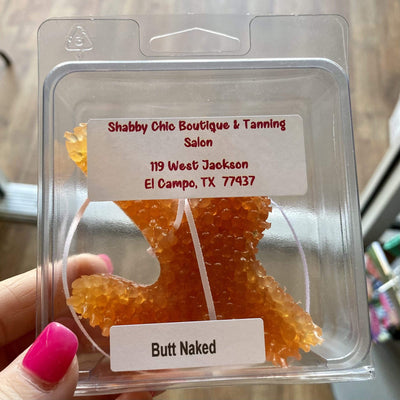 Shabby Chic Boutique & Tanning
Salon
119 West Jackson
El Campo, TX 77437
Butt Naked